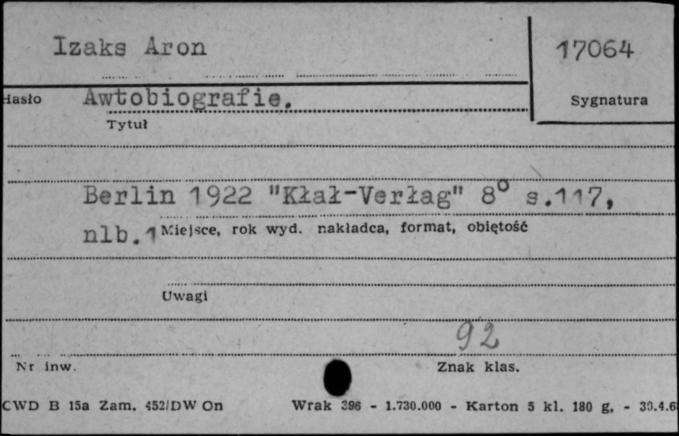 Izaks Aron
17064
Hasło Awtobiografie.
Sygnatura
Tytuł
Berlin 1922 "Kłał-Verłag" 8° s.117,
nlb.1 Miejsce, rok wyd. nakładca, format, obiętość
Uwagi
92
Nr inw.
Znak klas.
CWD B 15a Zam. 452/DW On Wrak 396 - 1.730.000 - Karton 5 kl. 180 g. - 30.4.6